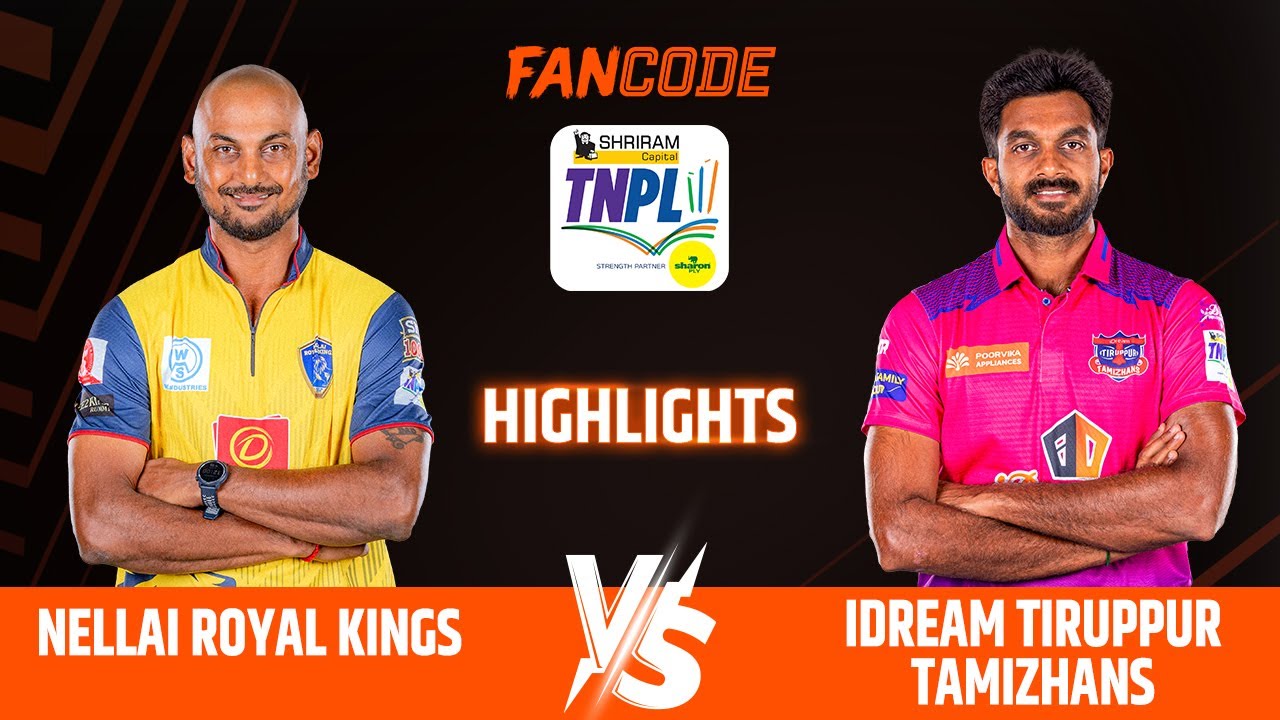 FANCODE
SHRIRAM
Capital
TNPL
STRENGTH PARTNER
sharon
PLY
HIGHLIGHTS
POORVIKA
APPLIANCES
TIRUPPUR
TAMIZHANS
VS
NELLAI ROYAL KINGS
IDREAM TIRUPPUR
TAMIZHANS